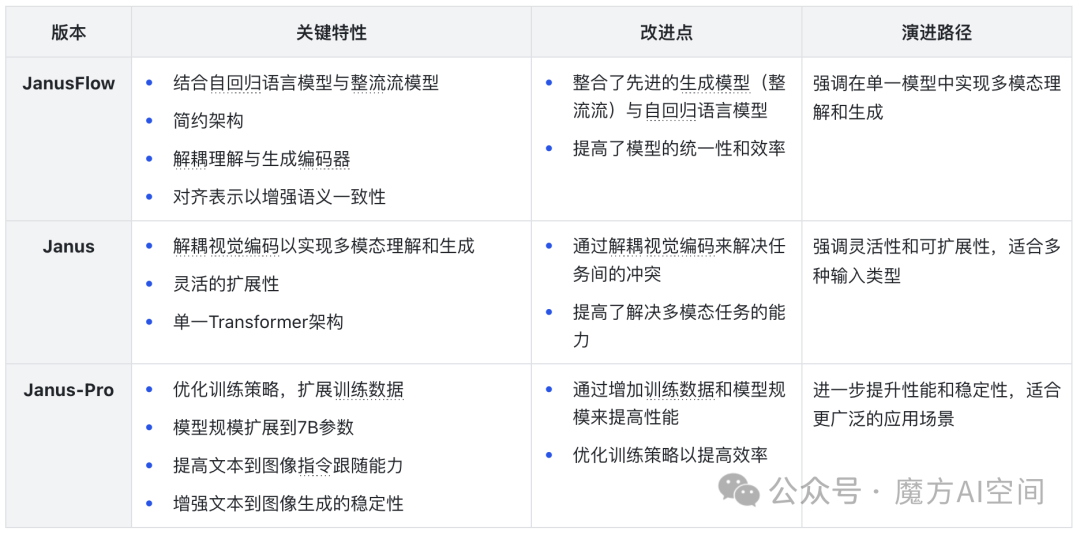 版本 关键特性 改进点 演进路径
JanusFlow
结合自回归语言模型与整流流模型
简约架构
解耦理解与生成编码器
对齐表示以增强语义一致性
整合了先进的生成模型（整
流流）与自回归语言模型
提高了模型的统一性和效率
强调在单一模型中实现多模态理
解和生成
Janus
解耦视觉编码以实现多模态理解和生成
灵活的扩展性
单一Transformer架构
通过解耦视觉编码来解决任
务间的冲突
提高了解决多模态任务的能
力
强调灵活性和可扩展性，适合多
种输入类型
Janus-Pro
优化训练策略，扩展训练数据
模型规模扩展到7B参数
提高文本到图像指令跟随能力
增强文本到图像生成的稳定性
通过增加训练数据和模型规
模来提高性能
优化训练策略以提高效率
进一步提升性能和稳定性，适合
更广泛的应用场景
公众号·魔方AI空间